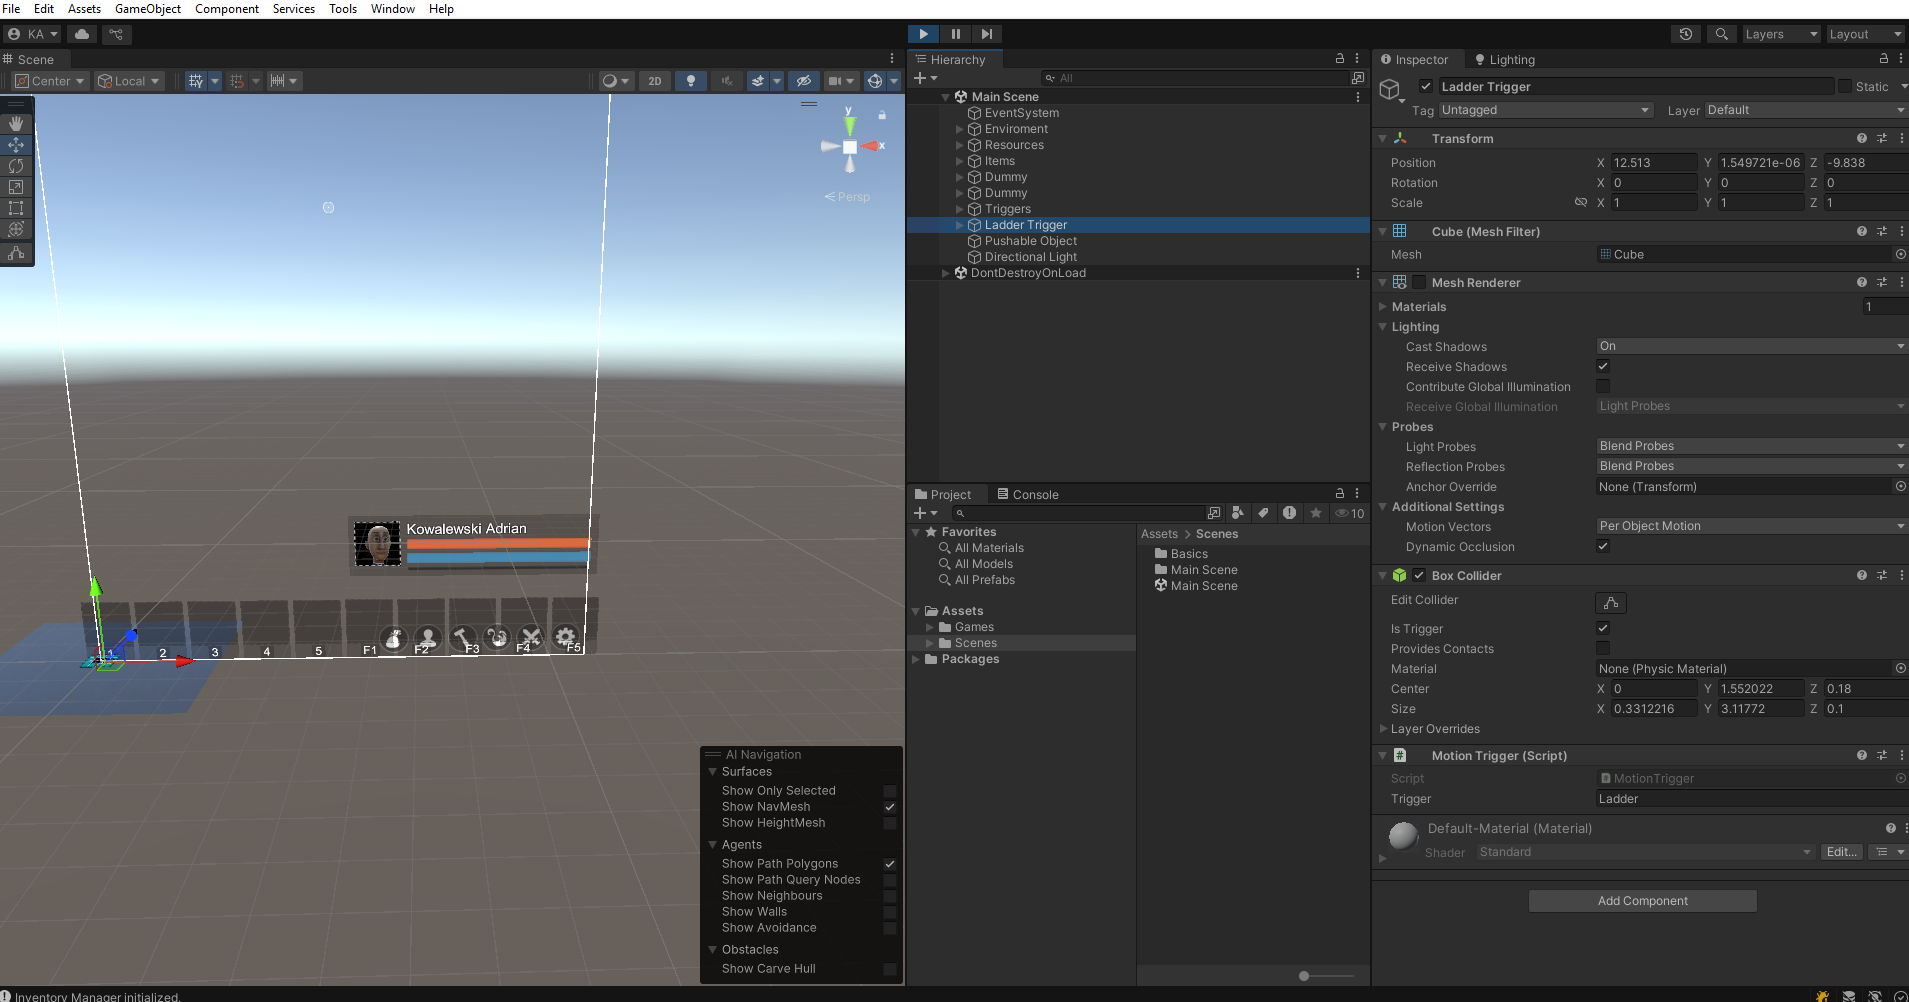 File Edit Assets GameObject Component Services Tools Window Help
KA
Layers Layout
Scene
Center Local 2D
y
x
Persp
Kowalewski Adrian
1 2 3 4 5 F1 F2 F3 F4 F5
AI Navigation
Surfaces
Show Only Selected
Show NavMesh
Show HeightMesh
Agents
Show Path Polygons
Show Path Query Nodes
Show Neighbours
Show Walls
Show Avoidance
Obstacles
Show Carve Hull
Hierarchy
All
Main Scene
EventSystem
Enviroment
Resources
Items
Dummy
Dummy
Triggers
Ladder Trigger
Pushable Object
Directional Light
DontDestroyOnLoad
Project Console
10
Favorites
All Materials
All Models
All Prefabs
Assets
Games
Scenes
Packages
Assets > Scenes
Basics
Main Scene
Main Scene
Inspector Lighting
Ladder Trigger Static
Tag Untagged Layer Default
Transform
Position X 12.513 Y 1.549721e-06 Z -9.838
Rotation X 0 Y 0 Z 0
Scale X 1 Y 1 Z 1
Cube (Mesh Filter)
Mesh Cube
Mesh Renderer
Materials 1
Lighting
Cast Shadows On
Receive Shadows
Contribute Global Illumination
Receive Global Illumination Light Probes
Probes
Light Probes Blend Probes
Reflection Probes Blend Probes
Anchor Override None (Transform)
Additional Settings
Motion Vectors Per Object Motion
Dynamic Occlusion
Box Collider
Edit Collider
Is Trigger
Provides Contacts
Material None (Physic Material)
Center X 0 Y 1.552022 Z 0.18
Size X 0.3312216 Y 3.11772 Z 0.1
Layer Overrides
Motion Trigger (Script)
Script MotionTrigger
Trigger Ladder
Default-Material (Material)
Shader Standard Edit...
Add Component
Inventory Manager initialized.